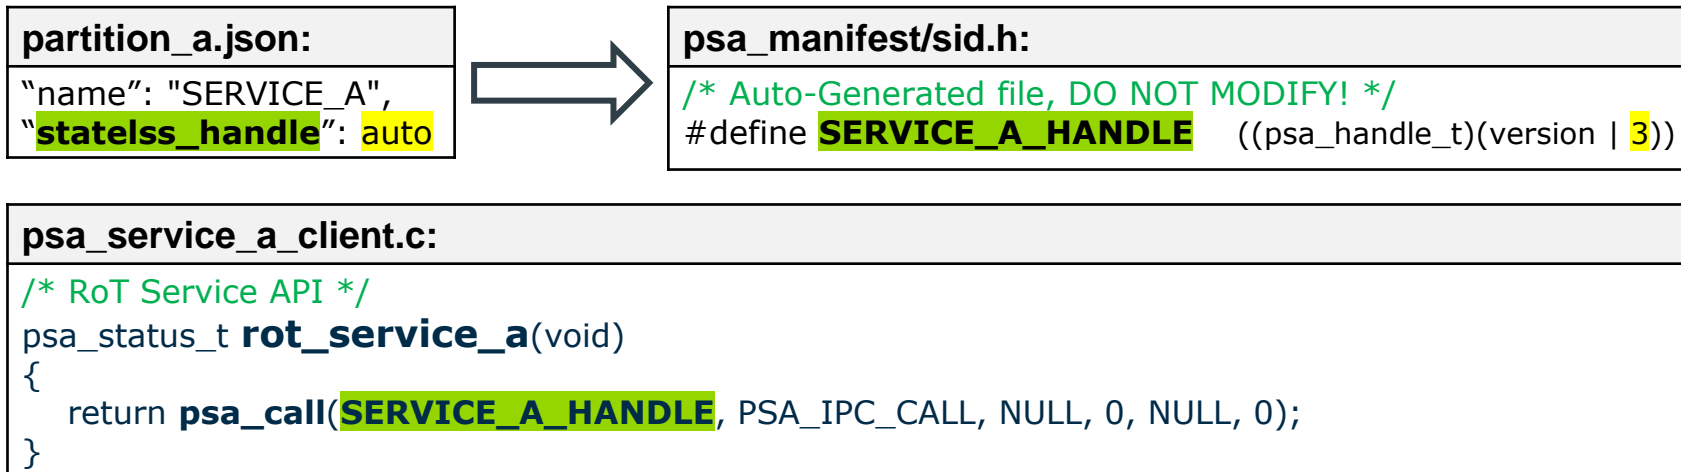 partition_a.json:
“name”: "SERVICE_A",
“statelss_handle”: auto
psa_manifest/sid.h:
/* Auto-Generated file, DO NOT MODIFY! */
#define SERVICE_A_HANDLE ((psa_handle_t)(version | 3))
psa_service_a_client.c:
/* RoT Service API */
psa_status_t rot_service_a(void)
{
return psa_call(SERVICE_A_HANDLE, PSA_IPC_CALL, NULL, 0, NULL, 0);
}